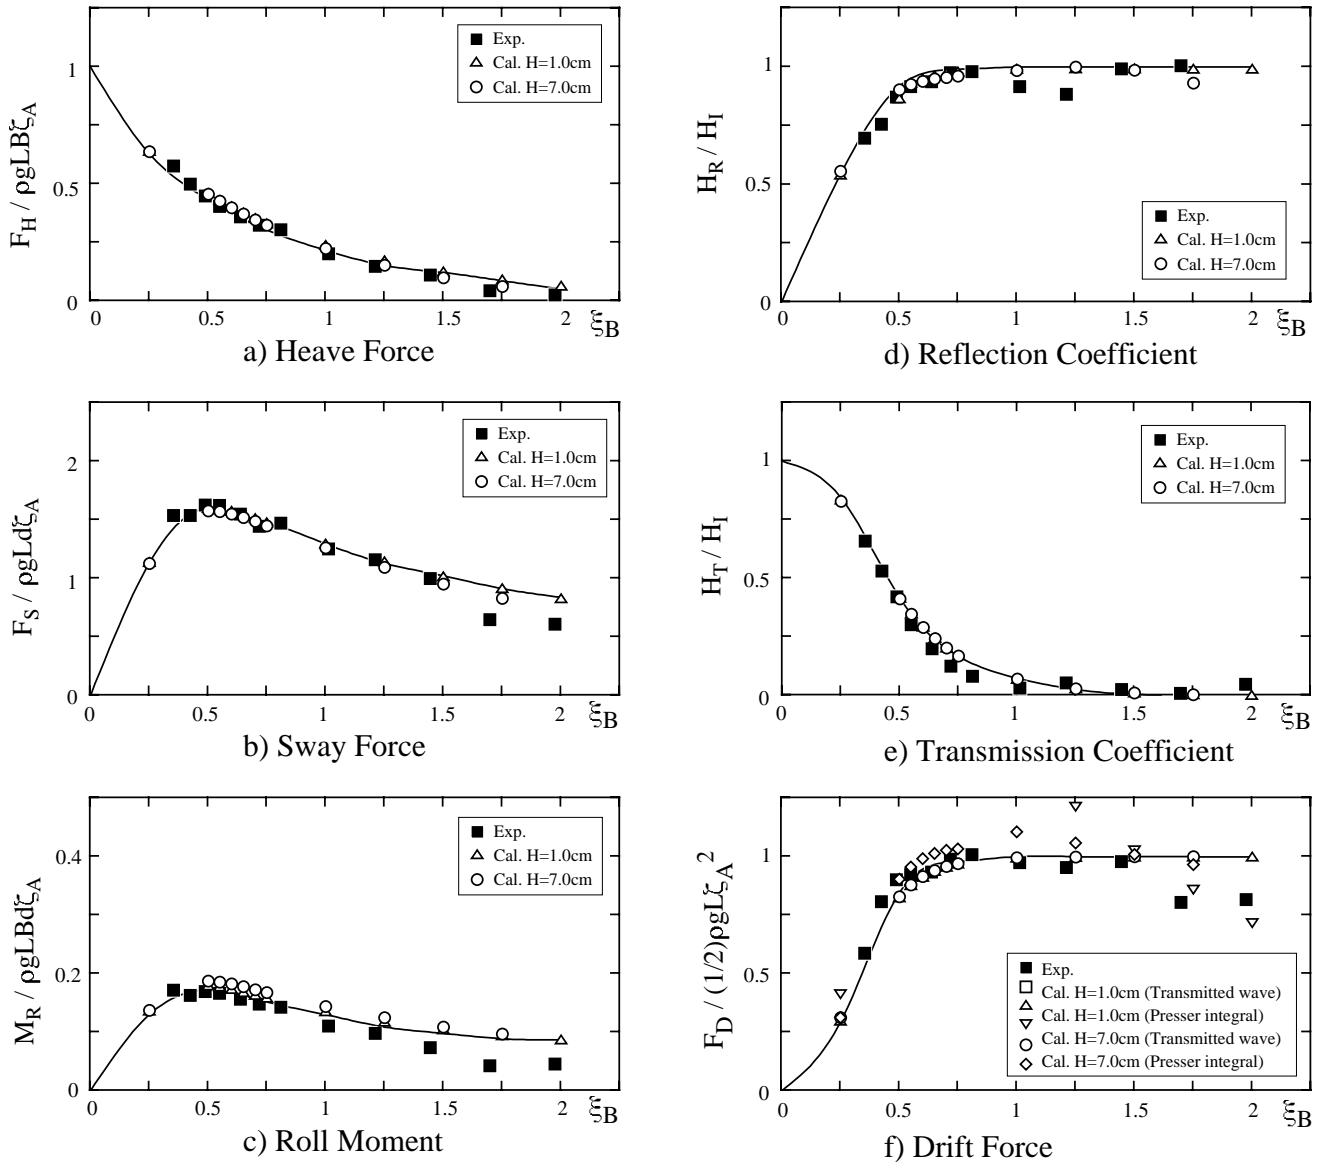 1
0.5
0
F_H / ρgLBζ_A
Exp.
Cal. H=1.0cm
Cal. H=7.0cm
0 0.5 1 1.5 2 ξ_B
a) Heave Force
1
0.5
0
H_R / H_I
Exp.
Cal. H=1.0cm
Cal. H=7.0cm
0 0.5 1 1.5 2 ξ_B
d) Reflection Coefficient
2
1
0
F_S / ρgLdζ_A
Exp.
Cal. H=1.0cm
Cal. H=7.0cm
0 0.5 1 1.5 2 ξ_B
b) Sway Force
1
0.5
0
H_T / H_I
Exp.
Cal. H=1.0cm
Cal. H=7.0cm
0 0.5 1 1.5 2 ξ_B
e) Transmission Coefficient
0.4
0.2
0
M_R / ρgLBdζ_A
Exp.
Cal. H=1.0cm
Cal. H=7.0cm
0 0.5 1 1.5 2 ξ_B
c) Roll Moment
1
0.5
0
F_D / (1/2)ρgLζ_A^2
Exp.
Cal. H=1.0cm (Transmitted wave)
Cal. H=1.0cm (Presser integral)
Cal. H=7.0cm (Transmitted wave)
Cal. H=7.0cm (Presser integral)
0 0.5 1 1.5 2 ξ_B
f) Drift Force